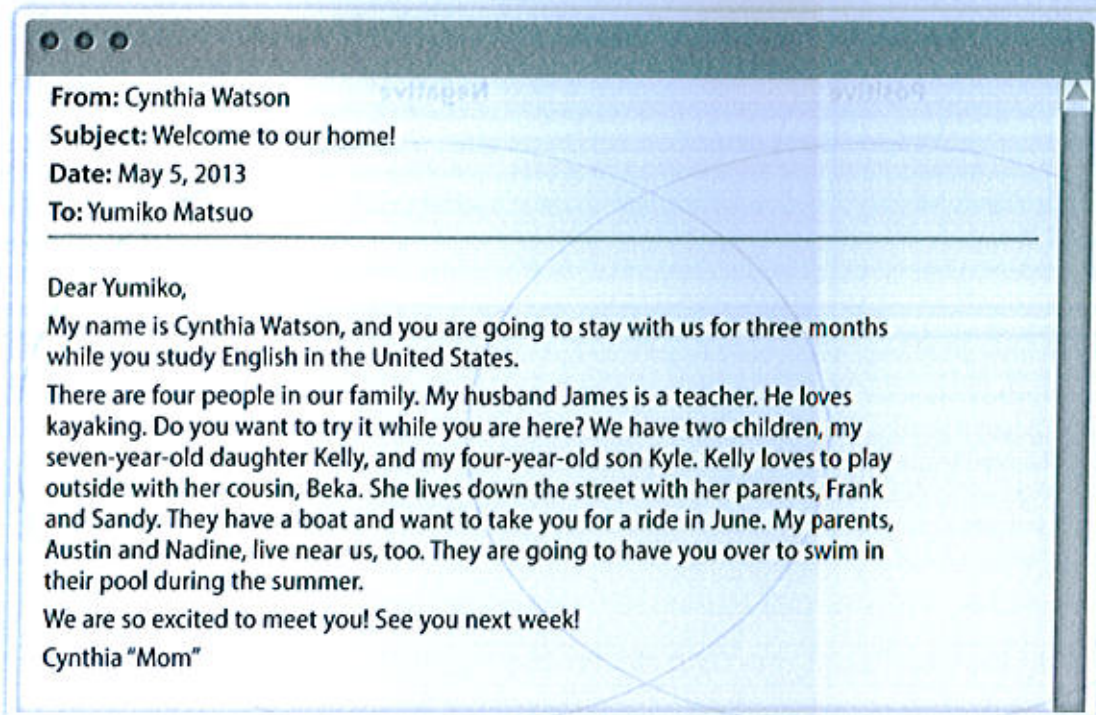 From: Cynthia Watson
Subject: Welcome to our home!
Date: May 5, 2013
To: Yumiko Matsuo
Dear Yumiko,
My name is Cynthia Watson, and you are going to stay with us for three months
while you study English in the United States.
There are four people in our family. My husband James is a teacher. He loves
kayaking. Do you want to try it while you are here? We have two children, my
seven-year-old daughter Kelly, and my four-year-old son Kyle. Kelly loves to play
outside with her cousin, Beka. She lives down the street with her parents, Frank
and Sandy. They have a boat and want to take you for a ride in June. My parents,
Austin and Nadine, live near us, too. They are going to have you over to swim in
their pool during the summer.
We are so excited to meet you! See you next week!
Cynthia “Mom”
Negative
Positive